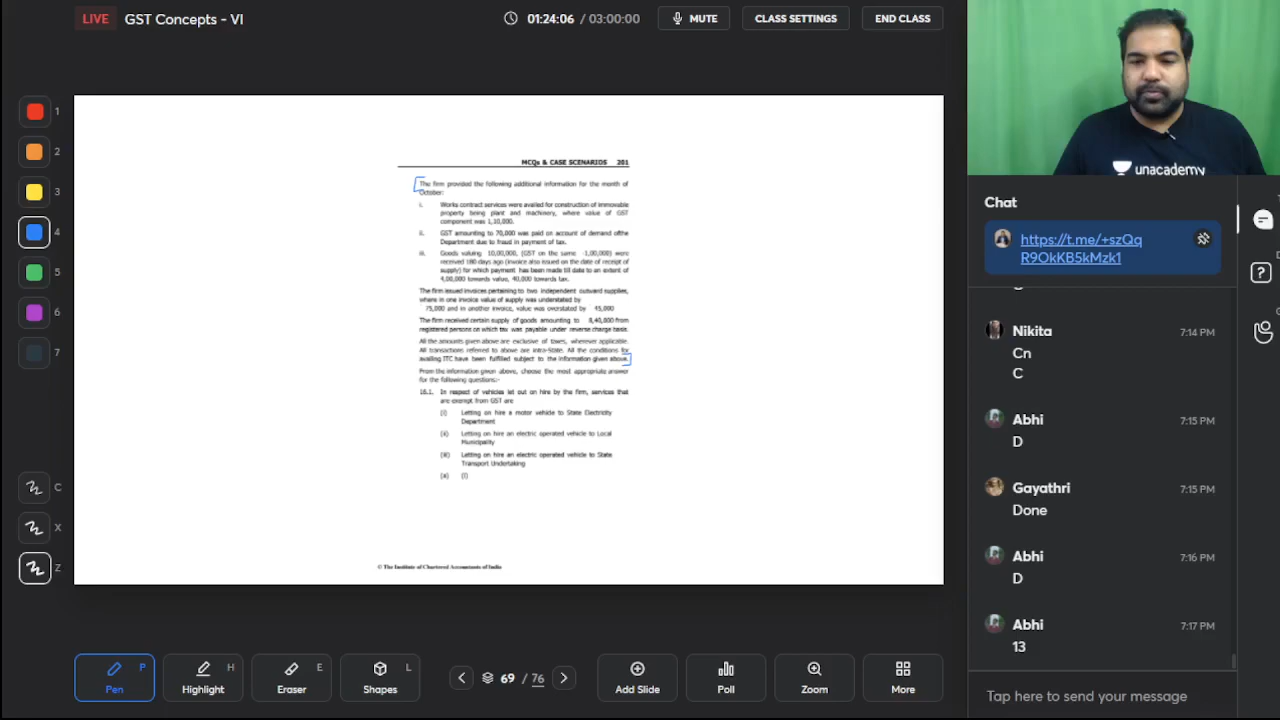 LIVE GST Concepts - VI
01:24:06 / 03:00:00
MUTE
CLASS SETTINGS
END CLASS
1
2
3
4
5
6
7
C
X
Z
MCQs & CASE SCENARIOS 201
The firm provided the following additional information for the month of
October:
i. Works contract services were availed for construction of immovable
property being plant and machinery, where value of GST
component was 1,10,000.
ii. GST amounting to 70,000 was paid on account of demand ofthe
Department due to fraud in payment of tax.
iii. Goods valuing 10,00,000, (GST on the same -1,00,000) were
received 180 days ago (invoice also issued on the date of receipt of
supply) for which payment has been made till date to an extent of
4,00,000 towards value, 40,000 towards tax.
The firm issued invoices pertaining to two independent outward supplies,
where in one invoice value of supply was understated by
75,000 and in another invoice, value was overstated by 45,000
The firm received certain supply of goods amounting to 8,40,000 from
registered persons on which tax was payable under reverse charge basis.
All the amounts given above are exclusive of taxes, wherever applicable.
All transactions referred to above are intra-State. All the conditions for
availing ITC have been fulfilled subject to the information given above.
From the information given above, choose the most appropriate answer
for the following questions:-
In respect of vehicles let out on hire by the firm, services that
are exempt from GST are
(i) Letting on hire a motor vehicle to State Electricity
Department
(ii) Letting on hire an electric operated vehicle to Local
Municipality
(iii) Letting on hire an electric operated vehicle to State
Transport Undertaking
(a) (i)
© The Institute of Chartered Accountants of India
Pen P
Highlight H
Eraser E
Shapes L
69 / 76
Add Slide
Poll
Zoom
More
unacademy
Chat
https://t.me/+szQq
R9OkKB5kMzk1
Nikita 7:14 PM
Cr
C
Abhi 7:15 PM
D
Gayathri 7:15 PM
Done
Abhi 7:16 PM
D
Abhi 7:17 PM
13
Tap here to send your message